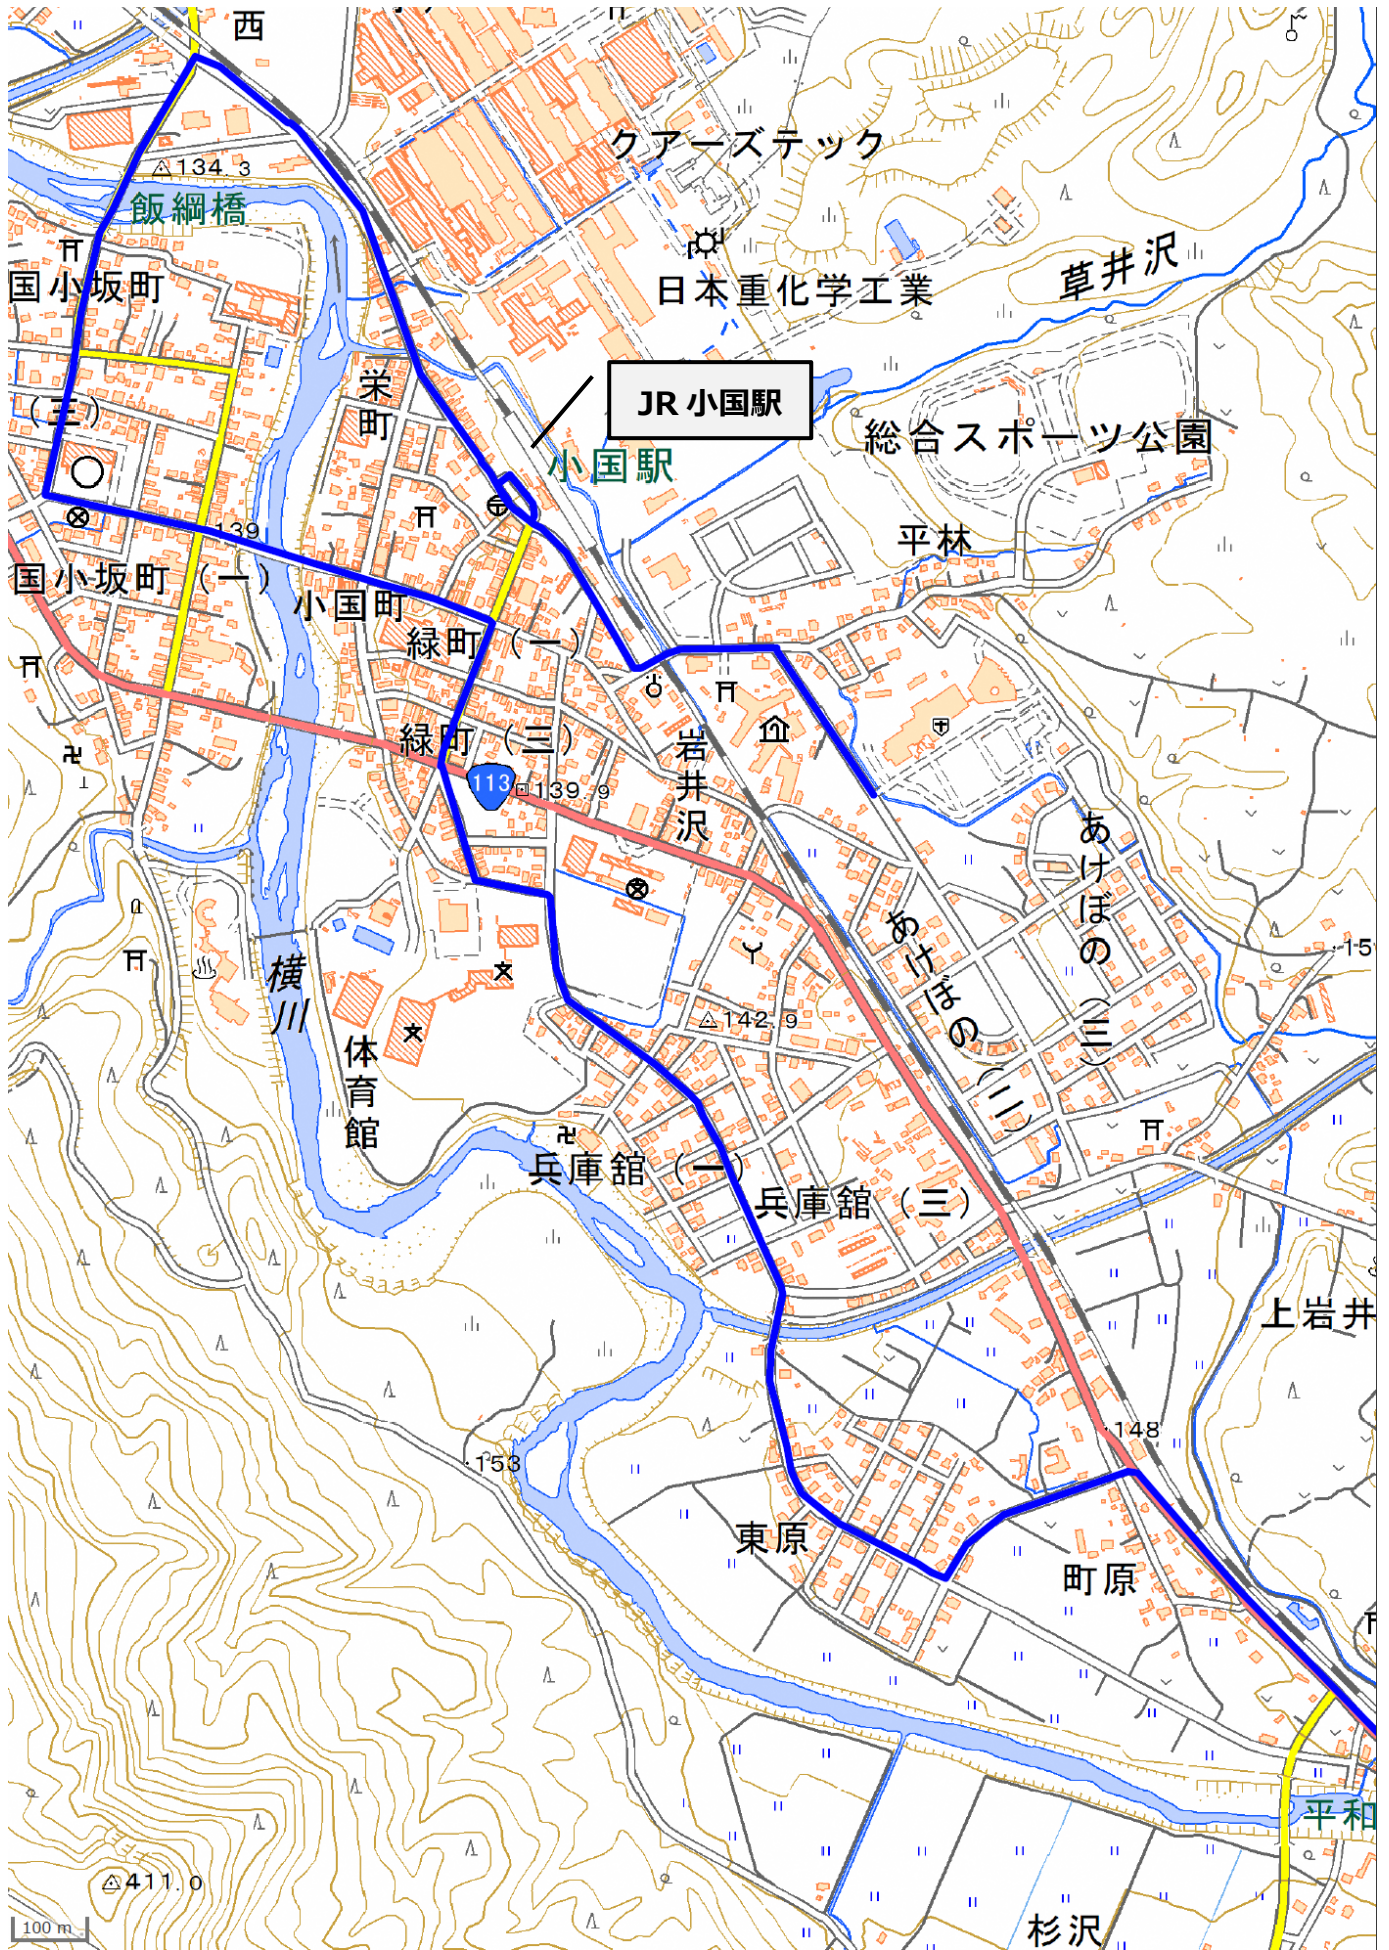 西
クアーズテック
134.3
飯綱橋
草井沢
国小坂町
日本重化学工業
JR 小国駅
栄町
(三)
総合スポーツ公園
小国駅
139
平林
国小坂町(一)
小国町
緑町(一)
緑町(三)
岩井沢
113
139.9
あけぼの(三)
あけぼの(二)
15
横川
142.9
体育館
兵庫舘(一)
兵庫舘(三)
上岩井
148
153
東原
町原
平和
411.0
100 m
杉沢